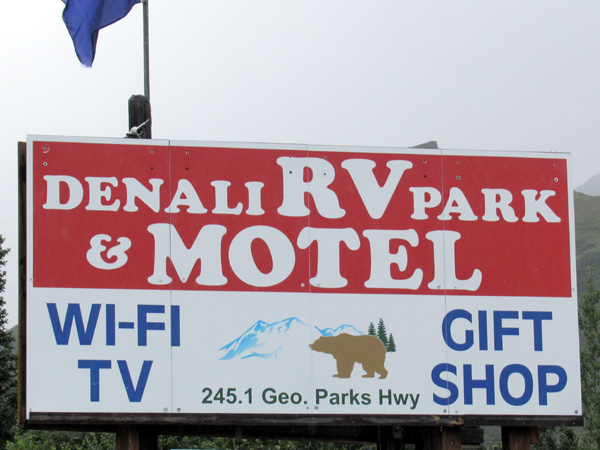 DENALI RV PARK
& MOTEL
WI-FI
TV
GIFT
SHOP
245.1 Geo. Parks Hwy